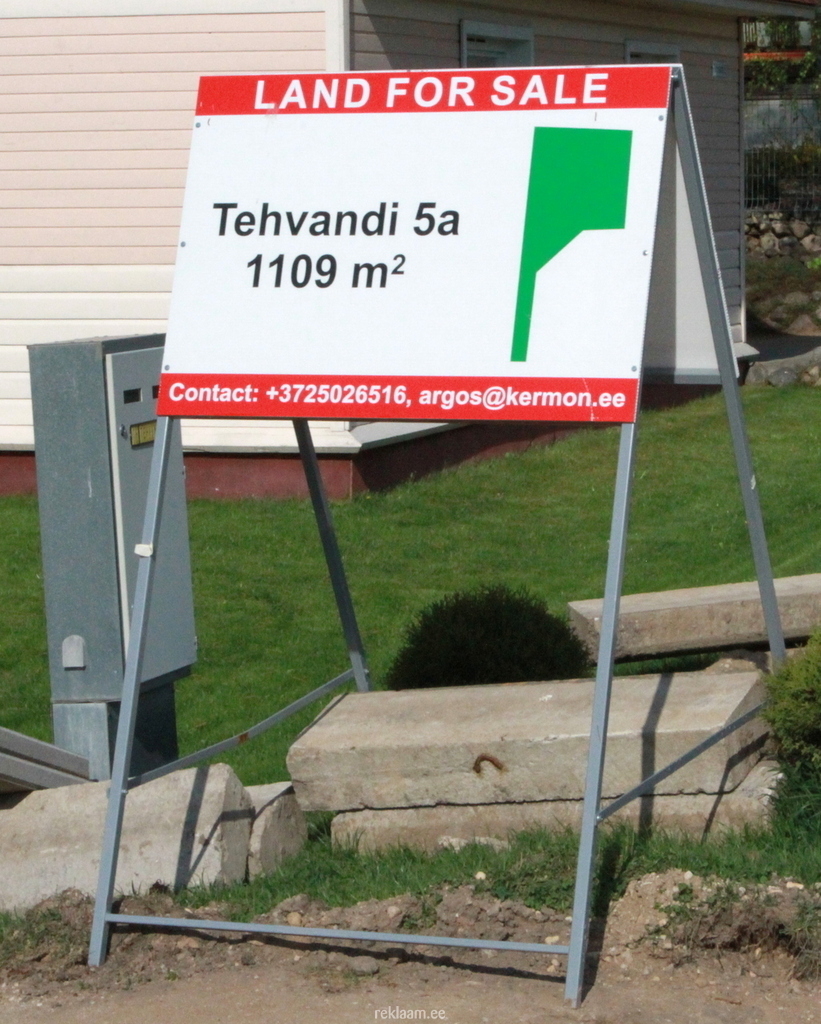 LAND FOR SALE
Tehvandi 5a
1109 m²
Contact: +3725026516, argos@kermon.ee
reklaam.ee